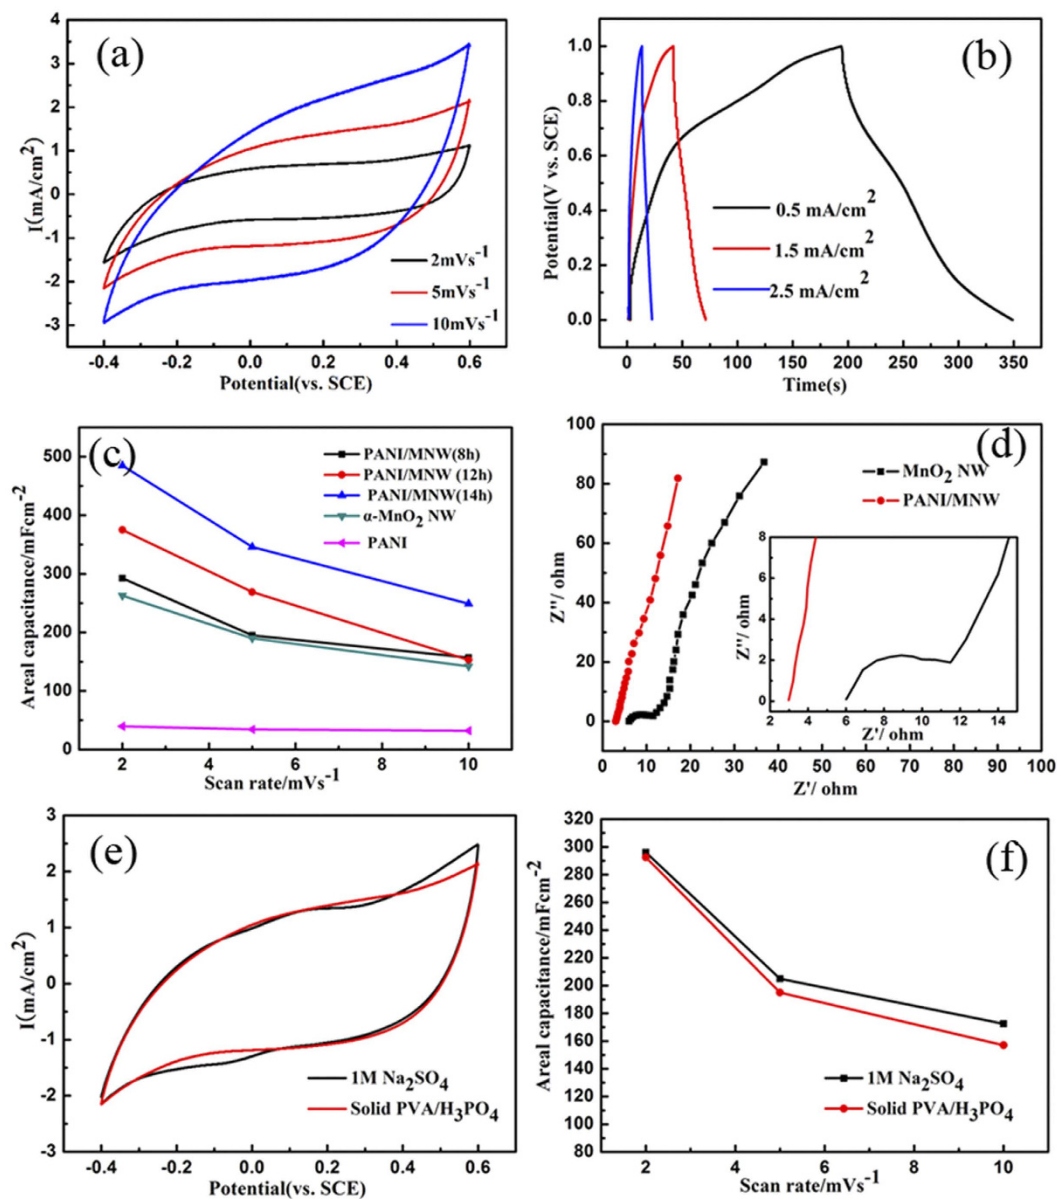 (a)
I(mA/cm²)
3
2
1
0
-1
-2
-3
2mVs⁻¹
5mVs⁻¹
10mVs⁻¹
-0.4 -0.2 0.0 0.2 0.4 0.6
Potential(vs. SCE)
(b)
Potential(V vs. SCE)
1.0
0.8
0.6
0.4
0.2
0.0
0.5 mA/cm²
1.5 mA/cm²
2.5 mA/cm²
0 50 100 150 200 250 300 350
Time(s)
(c)
Areal capacitance/mFcm⁻²
500
400
300
200
100
0
PANI/MNW(8h)
PANI/MNW (12h)
PANI/MNW(14h)
α-MnO₂ NW
PANI
2 4 6 8 10
Scan rate/mVs⁻¹
(d)
Z''/ ohm
100
80
60
40
20
0
MnO₂ NW
PANI/MNW
Z''/ ohm
8
6
4
2
0
2 4 6 8 10 12 14
Z'/ ohm
0 10 20 30 40 50 60 70 80 90 100
Z'/ ohm
(e)
I(mA/cm²)
3
2
1
0
-1
-2
-3
1M Na₂SO₄
Solid PVA/H₃PO₄
-0.4 -0.2 0.0 0.2 0.4 0.6
Potential(vs. SCE)
(f)
Areal capacitance/mFcm⁻²
320
300
280
260
240
220
200
180
160
140
120
100
80
1M Na₂SO₄
Solid PVA/H₃PO₄
2 4 6 8 10
Scan rate/mVs⁻¹